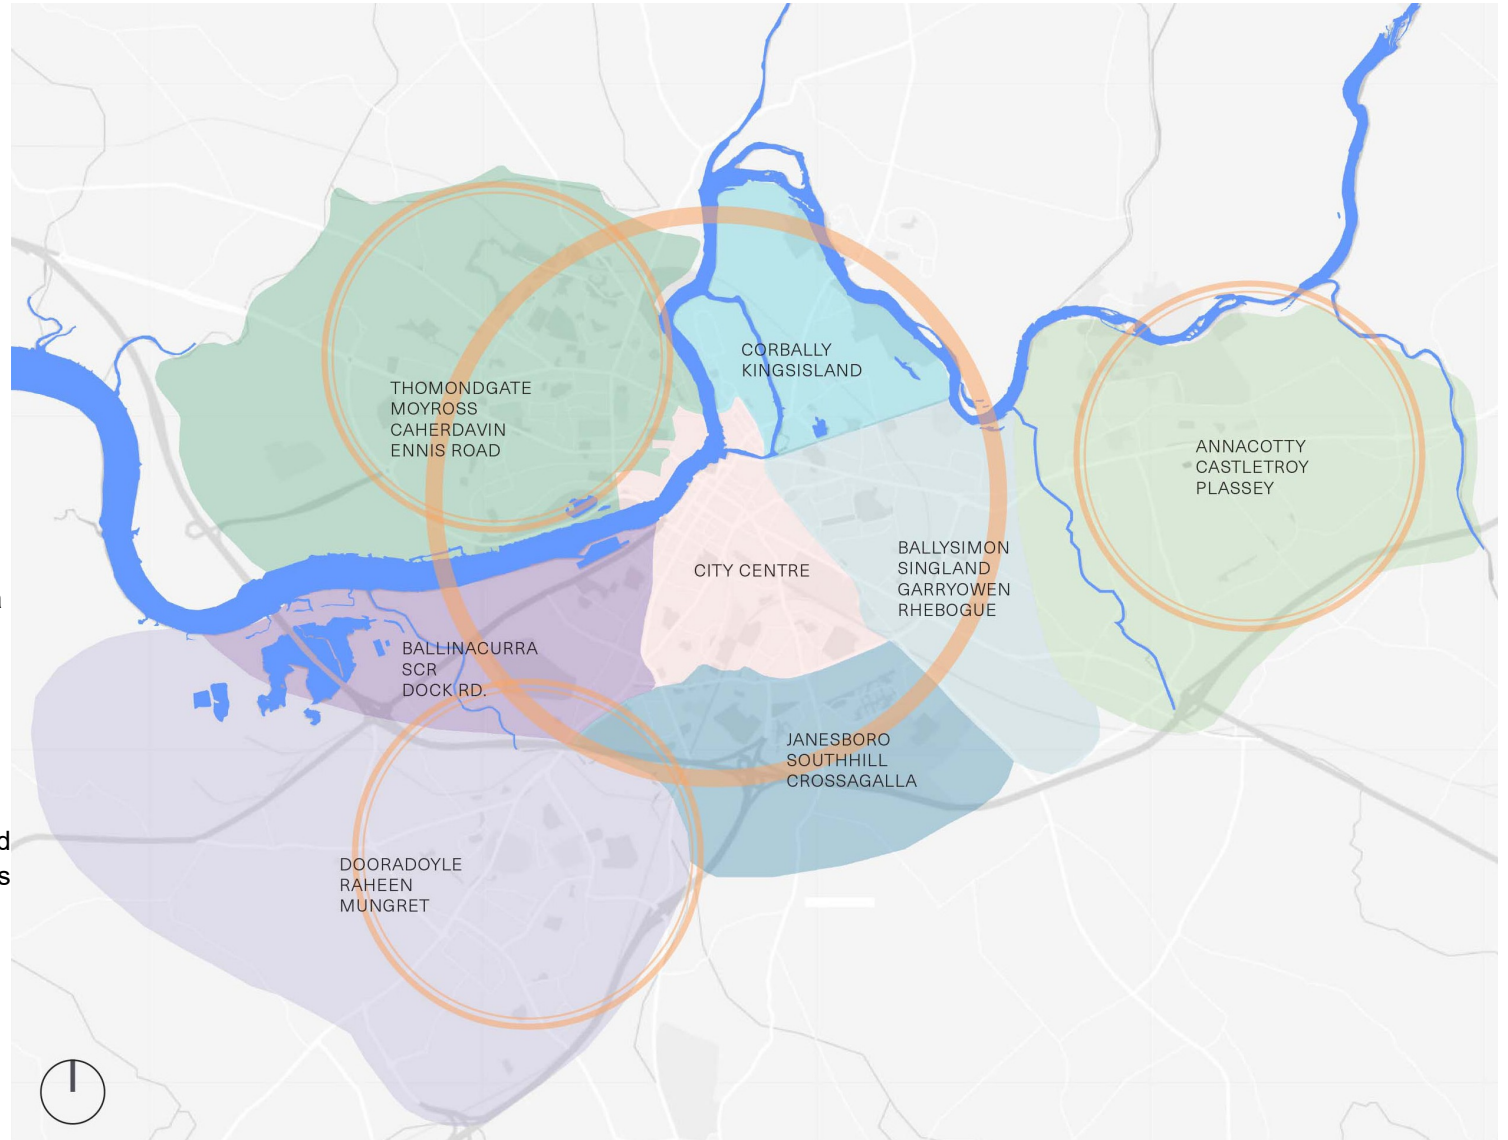 CORBALLY
KINGSISLAND
THOMONDGATE
MOYROSS
CAHERDAVIN
ENNIS ROAD
ANNACOTTY
CASTLETROY
PLASSEY
BALLYSIMON
SINGLAND
GARRYOWEN
RHEBOGUE
CITY CENTRE
BALLINACURRA
SCR
DOCK RD.
JANESBORO
SOUTHHILL
CROSSAGALLA
d
s
DOORADOYLE
RAHEEN
MUNGRET